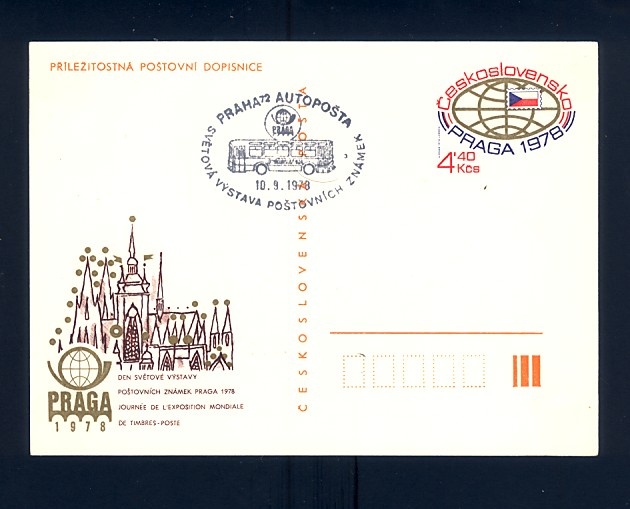 PŘÍLEŽITOSTNÁ POŠTOVNÍ DOPISNICE
Československo
PRAGA 1978
4'40
Kčs
PRAHA 72 AUTOPOŠTA
PRAGA
10.9.1978
SVĚTOVÁ VÝSTAVA POŠTOVNÍCH ZNÁMEK
ČESKOSLOVENSKÁ POŠTA
PRAGA
1978
DEN SVĚTOVÉ VÝSTAVY
POŠTOVNÍCH ZNÁMEK PRAGA 1978
JOURNÉE DE L'EXPOSITION MONDIALE
DE TIMBRES-POSTE